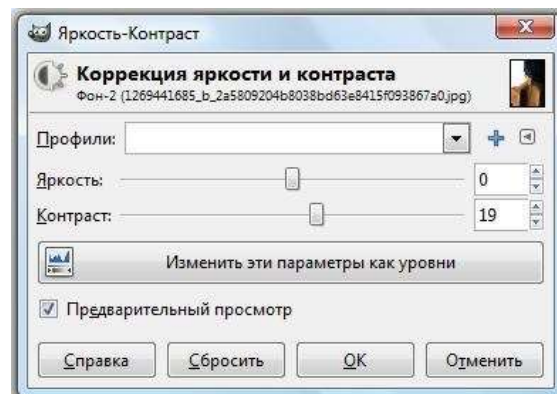 Яркость-Контраст
Коррекция яркости и контраста
Фон-2 (1269441685_b_2a5809204b8038bd63e8415f093867a0.jpg)
Профили:
Яркость: 0
Контраст: 19
Изменить эти параметры как уровни
Предварительный просмотр
Справка Сбросить OK Отменить